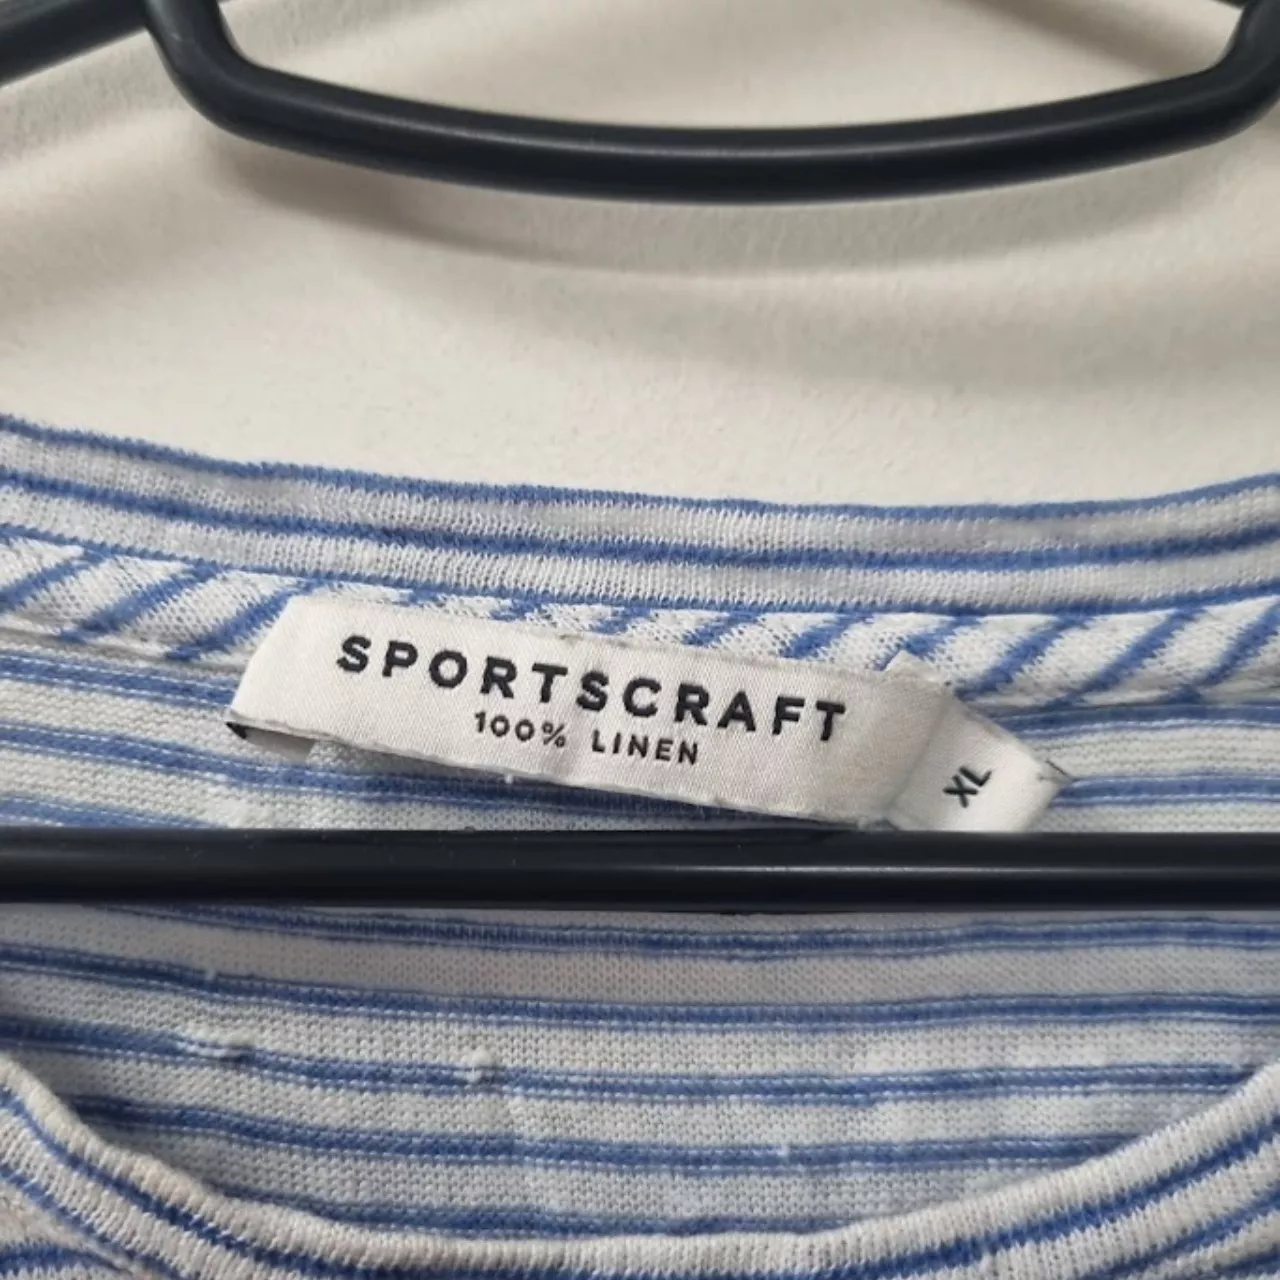 SPORTSCRAFT
100% LINEN
XL